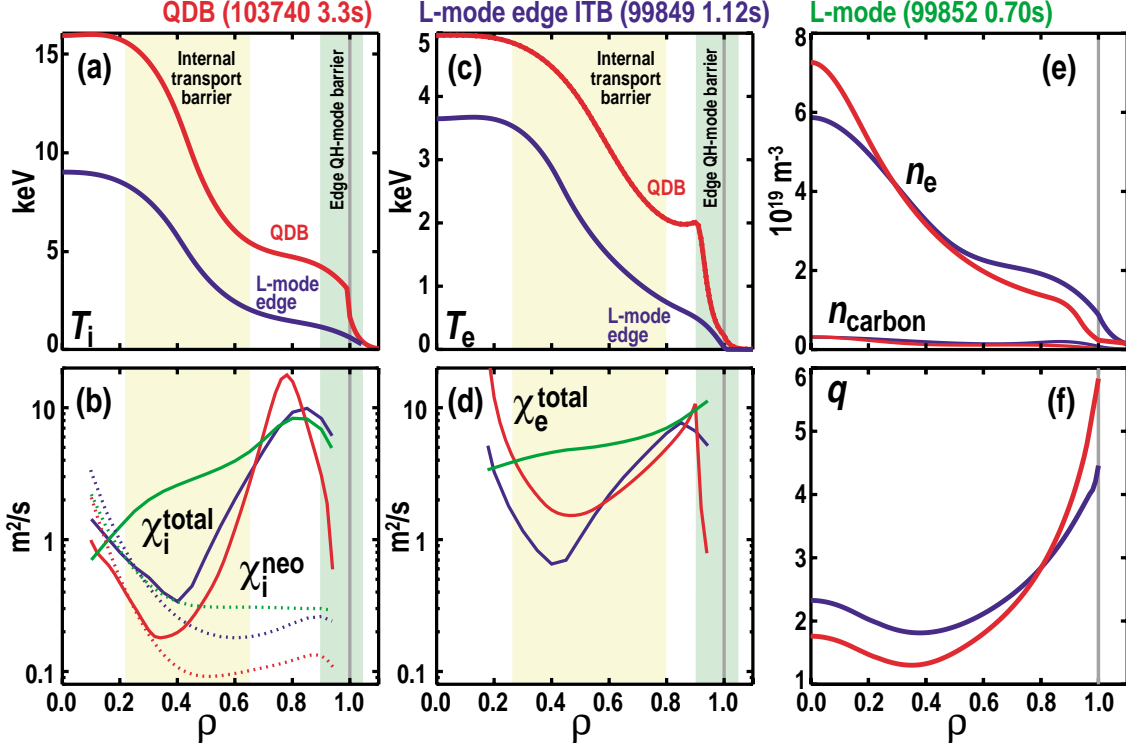 QDB (103740 3.3s) L-mode edge ITB (99849 1.12s) L-mode (99852 0.70s)
(a)
Internal
transport
barrier
Edge QH-mode barrier
QDB
L-mode
edge
Ti
keV
15
10
5
0
(c)
Internal
transport
barrier
Edge QH-mode barrier
QDB
L-mode
edge
Te
keV
5
4
3
2
1
0
(e)
ne
ncarbon
10^19 m^-3
8
6
4
2
0
(b)
χi^total
χi^neo
m^2/s
10
1
0.1
0.0 0.2 0.4 0.6 0.8 1.0
ρ
(d)
χe^total
m^2/s
10
1
0.1
0.0 0.2 0.4 0.6 0.8 1.0
ρ
q
(f)
6
5
4
3
2
1
0.0 0.2 0.4 0.6 0.8 1.0
ρ